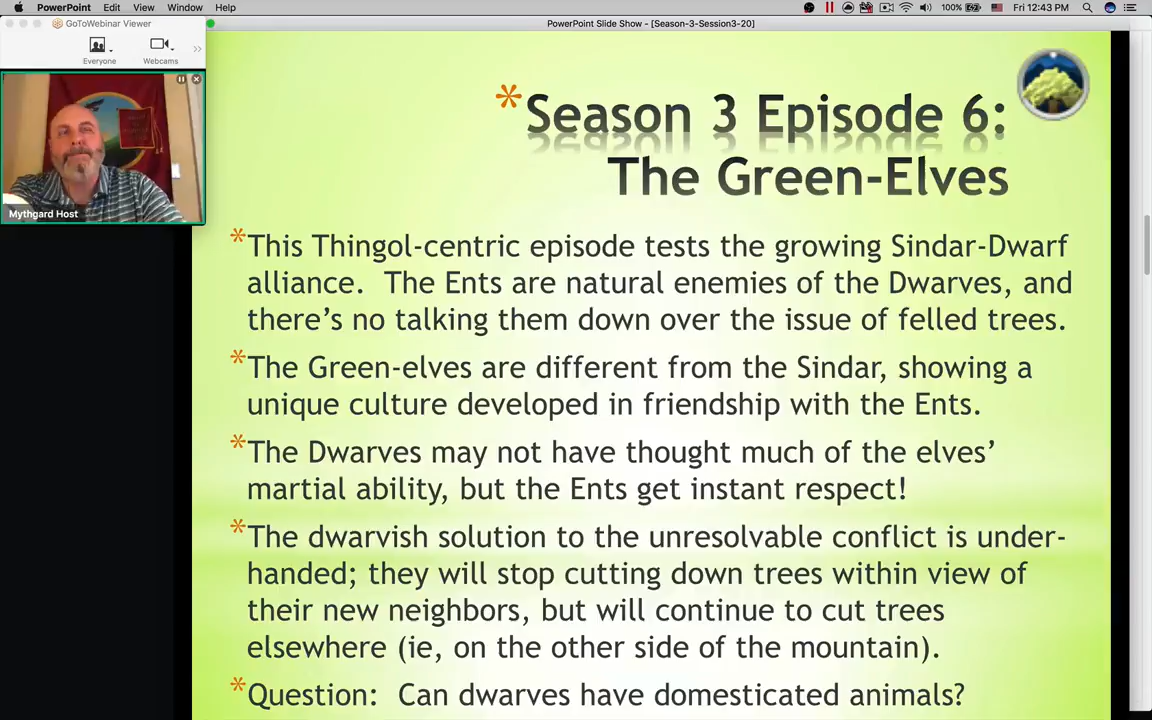 PowerPoint Edit View Window Help 100% Fri 12:43 PM
GoToWebinar Viewer
PowerPoint Slide Show - [Season-3-Session3-20]
Everyone Webcams
Mythgard Host
*Season 3 Episode 6:
The Green-Elves
*This Thingol-centric episode tests the growing Sindar-Dwarf
alliance. The Ents are natural enemies of the Dwarves, and
there's no talking them down over the issue of felled trees.
*The Green-elves are different from the Sindar, showing a
unique culture developed in friendship with the Ents.
*The Dwarves may not have thought much of the elves'
martial ability, but the Ents get instant respect!
*The dwarvish solution to the unresolvable conflict is under-
handed; they will stop cutting down trees within view of
their new neighbors, but will continue to cut trees
elsewhere (ie, on the other side of the mountain).
*Question: Can dwarves have domesticated animals?